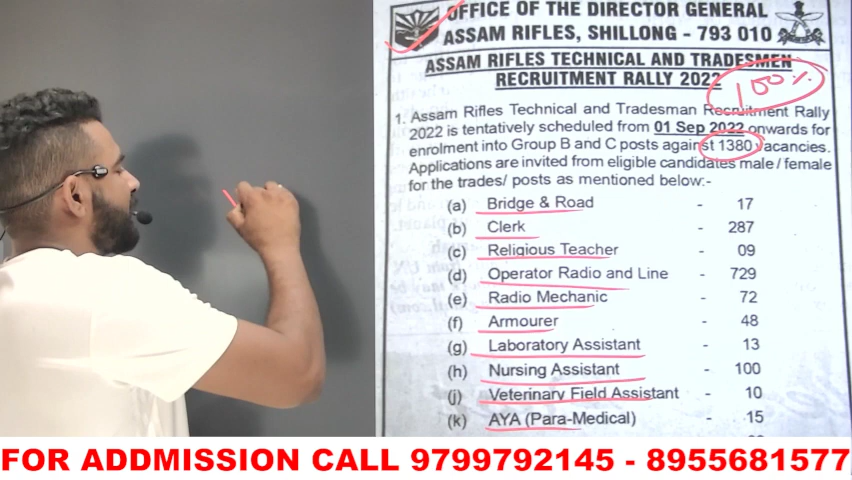 OFFICE OF THE DIRECTOR GENERAL
ASSAM RIFLES, SHILLONG - 793 010
ASSAM RIFLES TECHNICAL AND TRADESMEN
RECRUITMENT RALLY 2022
100%
1. Assam Rifles Technical and Tradesman Recruitment Rally
2022 is tentatively scheduled from 01 Sep 2022 onwards for
enrolment into Group B and C posts against 1380 vacancies.
Applications are invited from eligible candidates male / female
for the trades/ posts as mentioned below:-
(a) Bridge & Road - 17
(b) Clerk - 287
(c) Religious Teacher - 09
(d) Operator Radio and Line - 729
(e) Radio Mechanic - 72
(f) Armourer - 48
(g) Laboratory Assistant - 13
(h) Nursing Assistant - 100
(j) Veterinary Field Assistant - 10
(k) AYA (Para-Medical) - 15
FOR ADDMISSION CALL 9799792145 - 8955681577